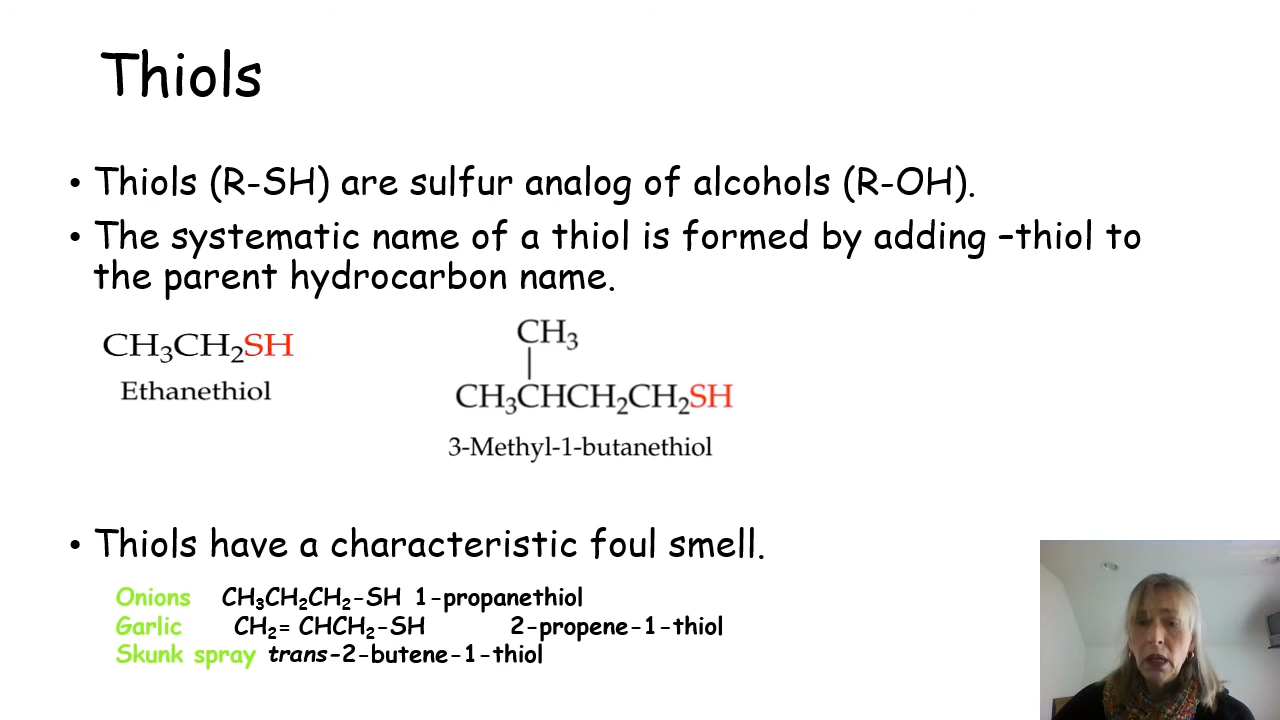 Thiols
• Thiols (R-SH) are sulfur analog of alcohols (R-OH).
• The systematic name of a thiol is formed by adding –thiol to
the parent hydrocarbon name.
CH₃CH₂SH
Ethanethiol
CH₃
|
CH₃CHCH₂CH₂SH
3-Methyl-1-butanethiol
• Thiols have a characteristic foul smell.
Onions CH₃CH₂CH₂-SH 1-propanethiol
Garlic CH₂= CHCH₂-SH 2-propene-1-thiol
Skunk spray trans-2-butene-1-thiol